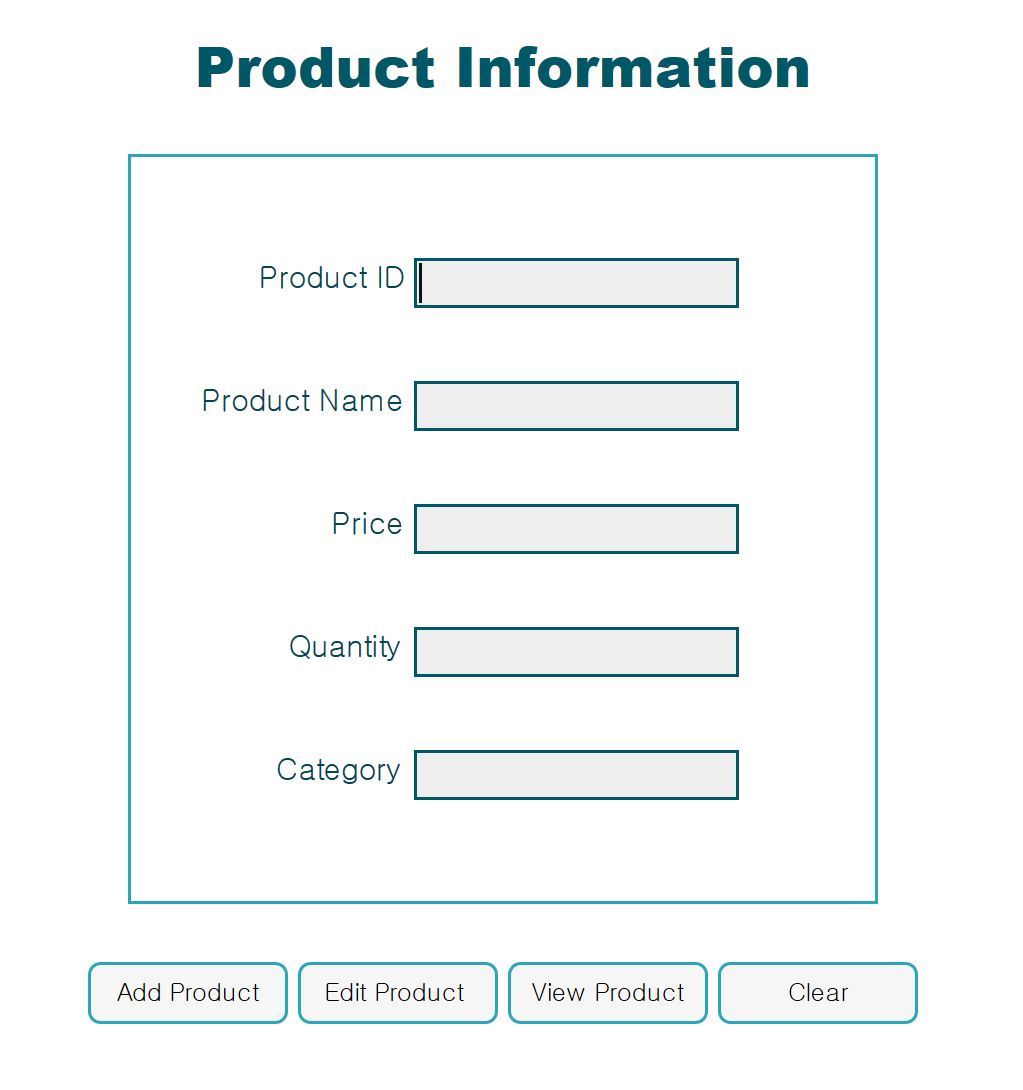 Product Information
Product ID
Product Name
Price
Quantity
Category
Add Product
Edit Product
View Product
Clear